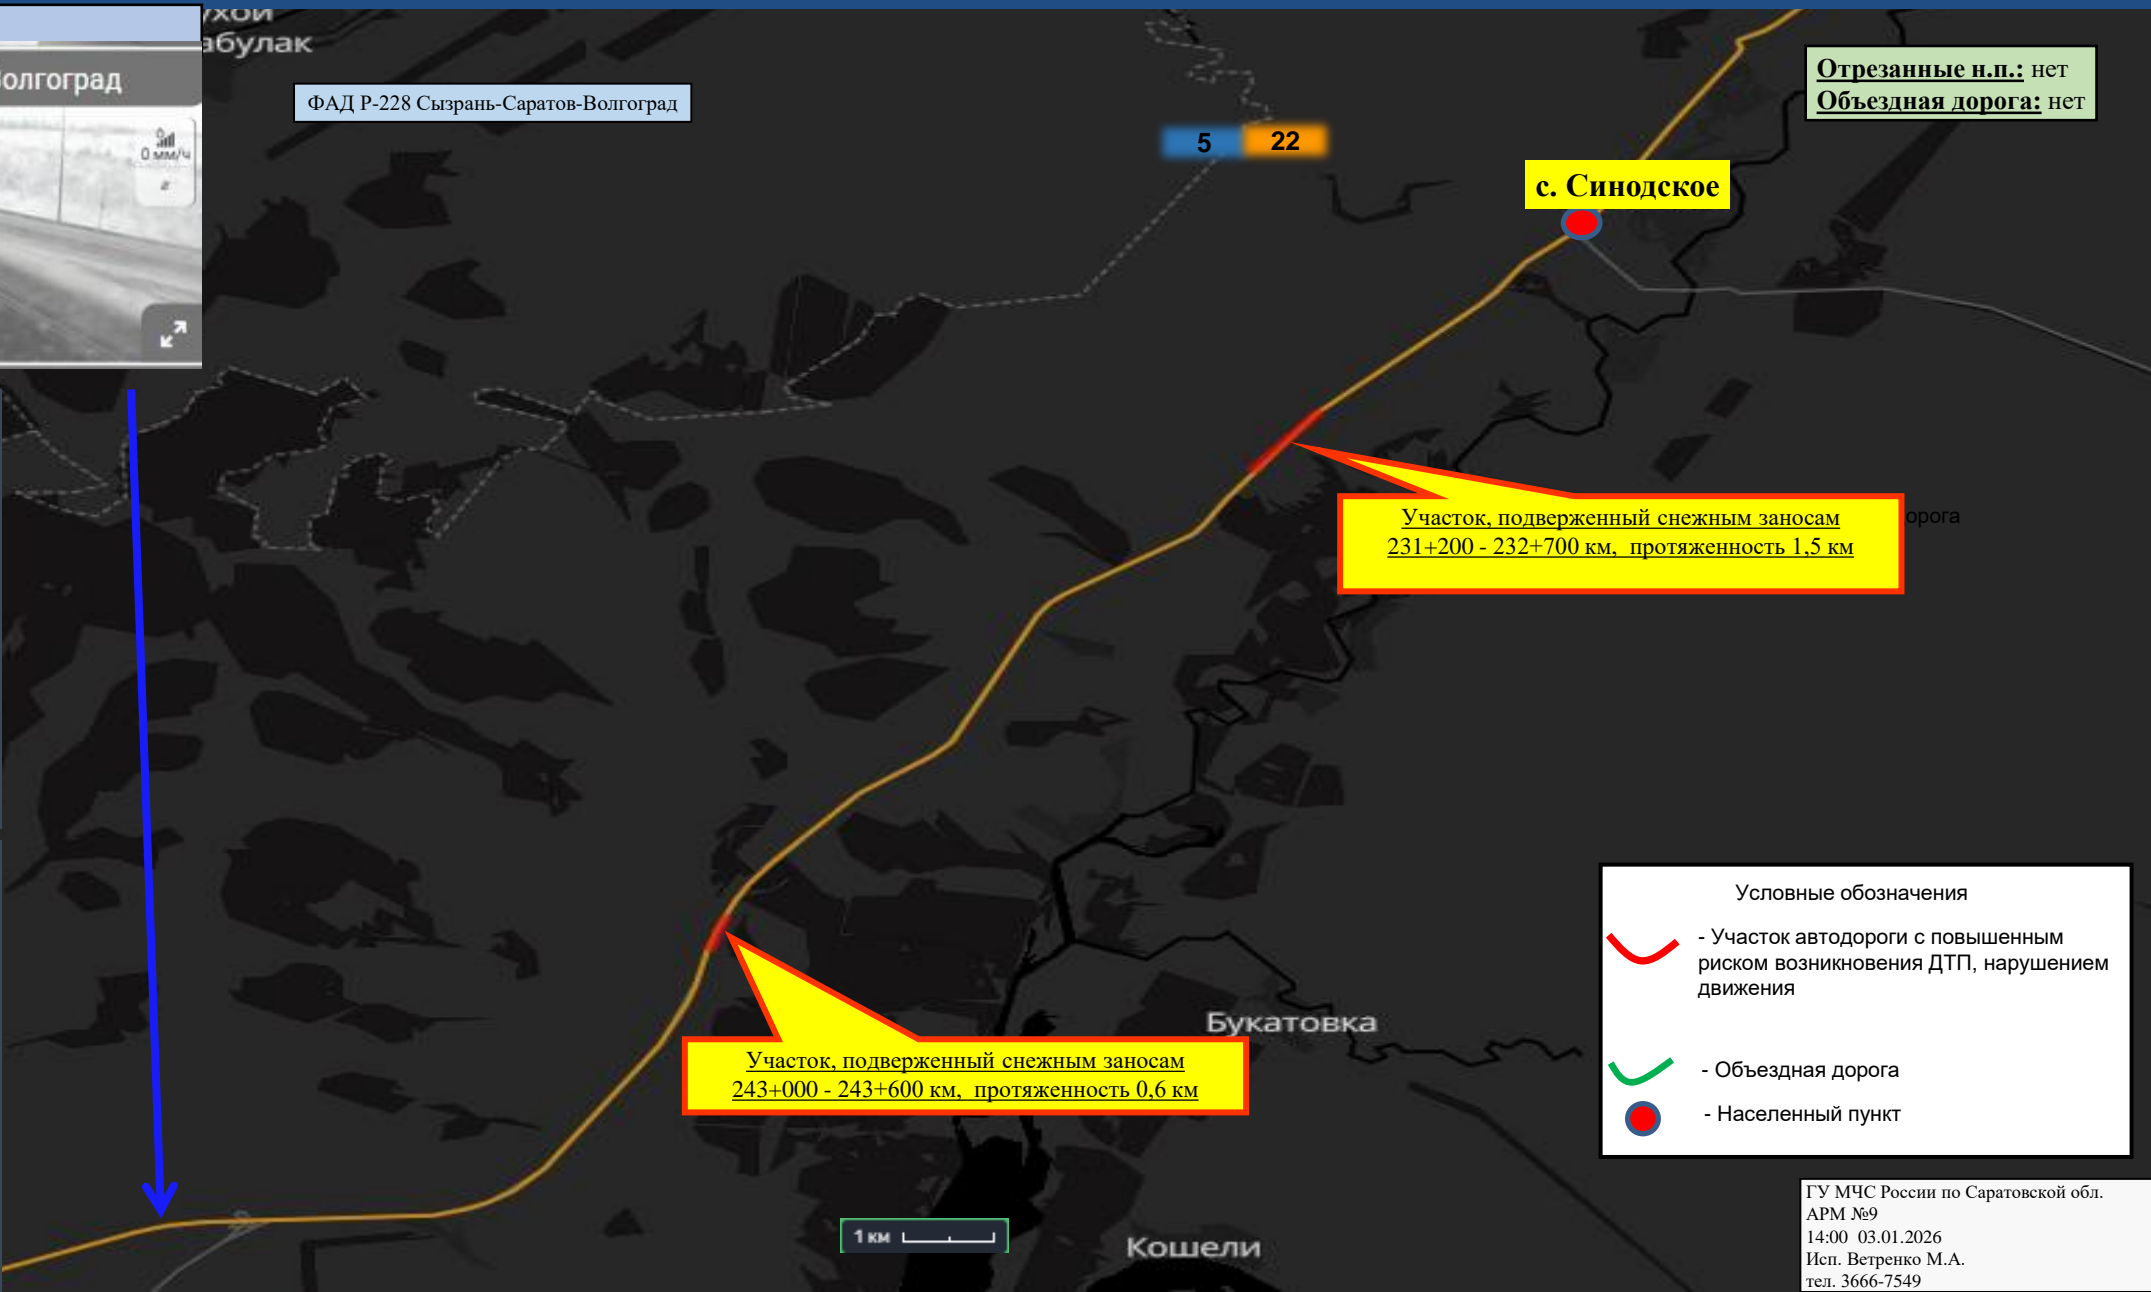 абулак
олгоград
0 мм/ч
ФАД Р-228 Сызрань-Саратов-Волгоград
5 22
Отрезанные н.п.: нет
Объездная дорога: нет
с. Синодское
Участок, подверженный снежным заносам
231+200 - 232+700 км, протяженность 1,5 км
орога
Участок, подверженный снежным заносам
243+000 - 243+600 км, протяженность 0,6 км
Букатовка
Кошели
1 км
Условные обозначения
- Участок автодороги с повышенным
риском возникновения ДТП, нарушением
движения
- Объездная дорога
- Населенный пункт
ГУ МЧС России по Саратовской обл.
АРМ №9
14:00 03.01.2026
Исп. Ветренко М.А.
тел. 3666-7549